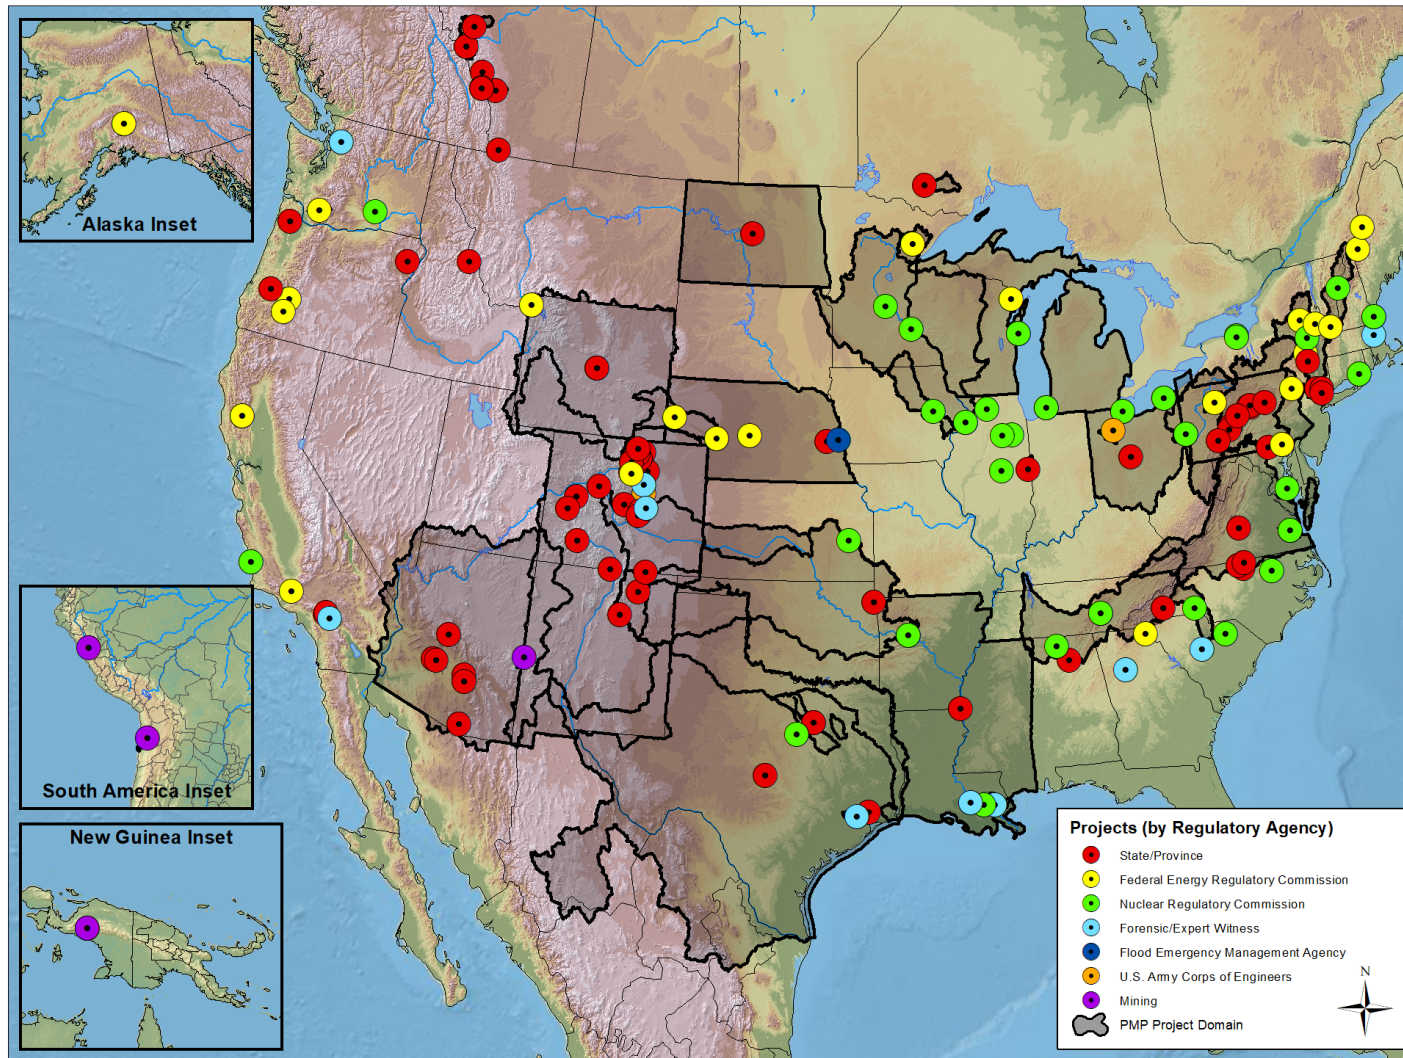 Alaska Inset
South America Inset
New Guinea Inset
Projects (by Regulatory Agency)
State/Province
Federal Energy Regulatory Commission
Nuclear Regulatory Commission
Forensic/Expert Witness
Flood Emergency Management Agency
U.S. Army Corps of Engineers
Mining
PMP Project Domain
N